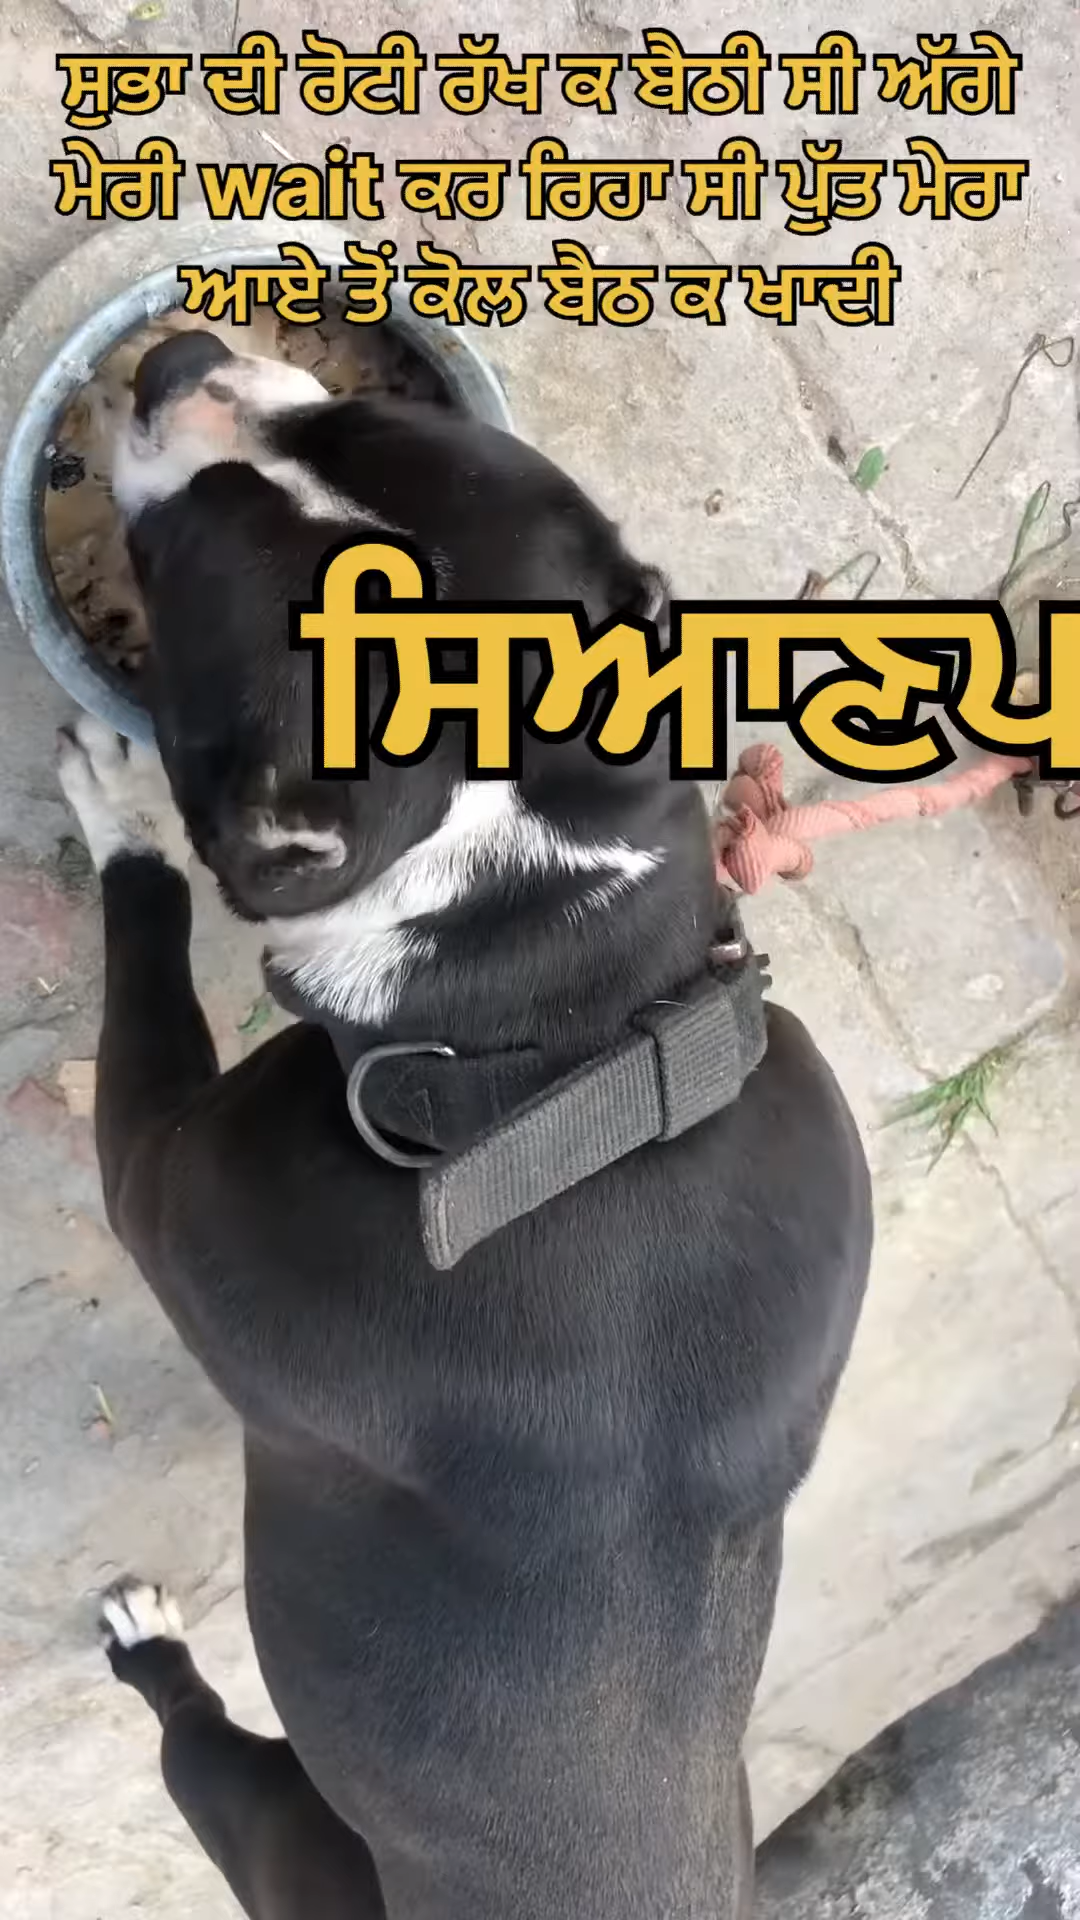 ਸੁਭਾ ਦੀ ਰੋਟੀ ਰੱਖ ਕ ਬੈਠੀ ਸੀ ਅੱਗੇ
ਮੇਰੀ wait ਕਰ ਰਿਹਾ ਸੀ ਪੁੱਤ ਮੇਰਾ
ਆਏ ਤੋਂ ਕੋਲ ਬੈਠ ਕ ਖਾਦੀ
ਸਿਆਣਪ